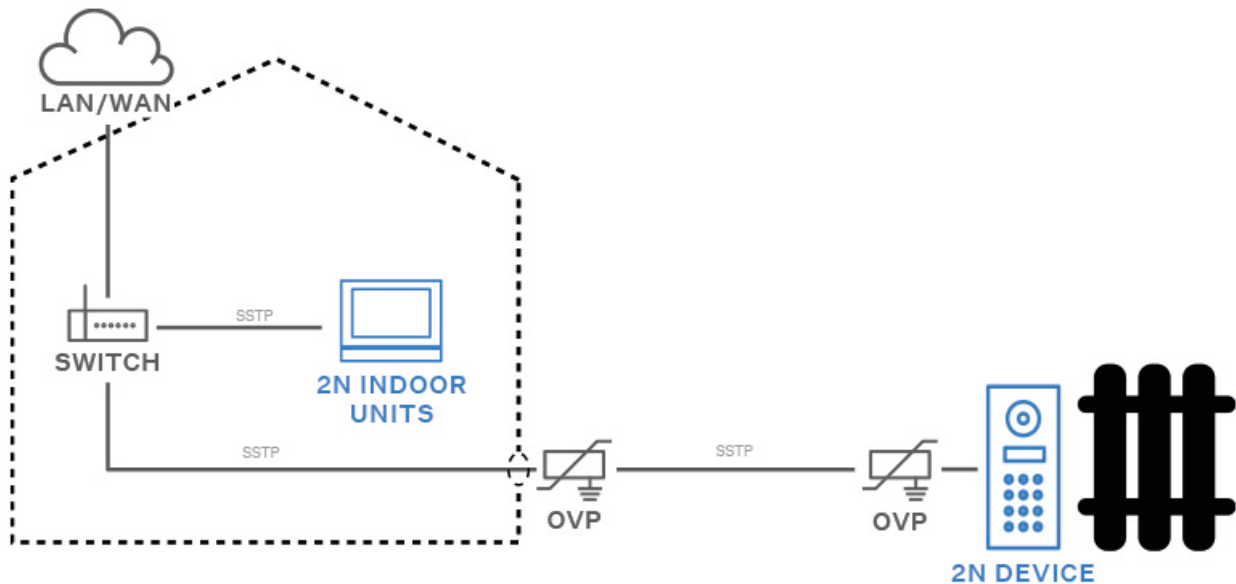 LAN/WAN
SSTP
SWITCH
2N INDOOR
UNITS
SSTP
SSTP
OVP
OVP
2N DEVICE